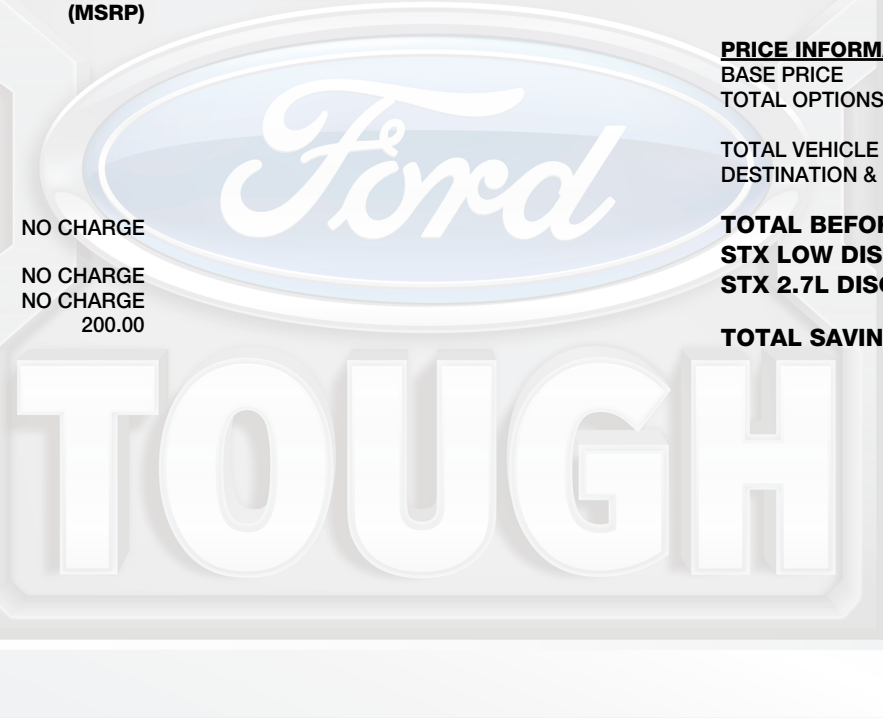 (MSRP)
NO CHARGE
NO CHARGE
NO CHARGE
200.00
PRICE INFORM
BASE PRICE
TOTAL OPTIONS
TOTAL VEHICLE
DESTINATION &
TOTAL BEFOR
STX LOW DIS
STX 2.7L DISC
TOTAL SAVIN
Ford
TOUGH